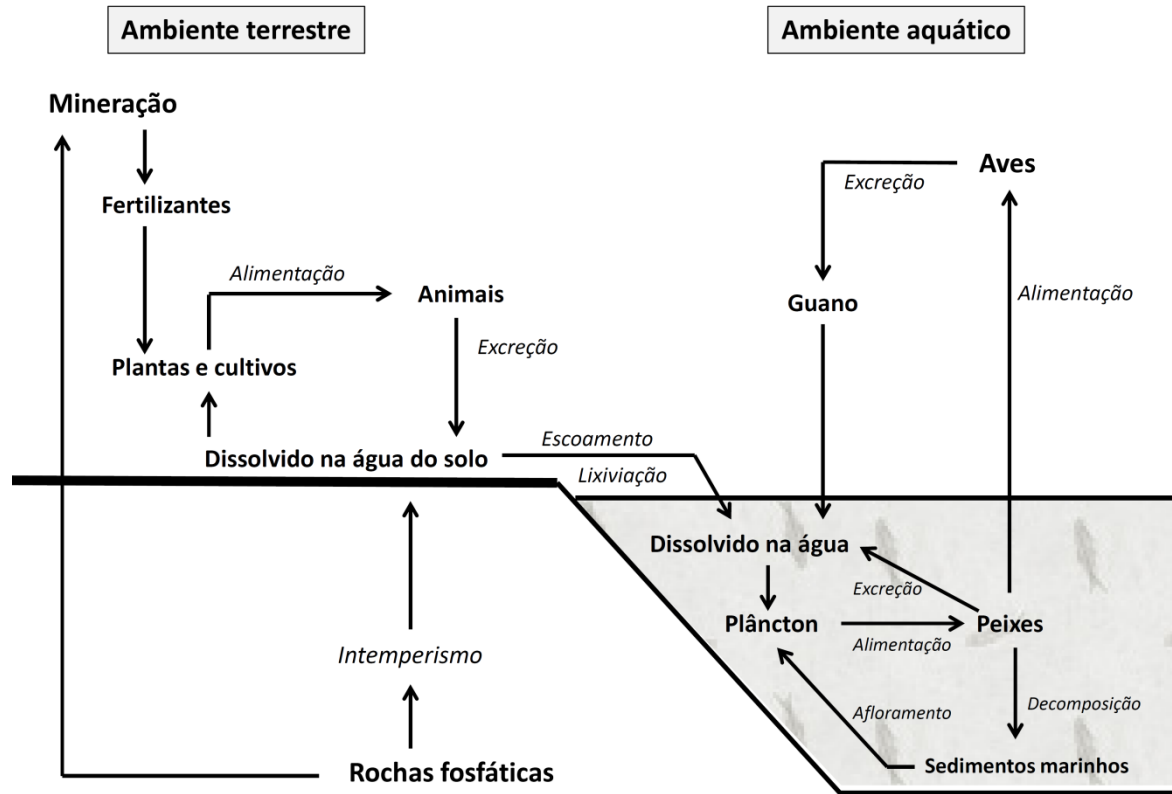 Ambiente terrestre
Ambiente aquático
Mineração
Fertilizantes
Alimentação
Animais
Plantas e cultivos
Excreção
Dissolvido na água do solo
Escoamento
Lixiviação
Intemperismo
Rochas fosfáticas
Aves
Excreção
Guano
Alimentação
Dissolvido na água
Excreção
Plâncton
Alimentação
Peixes
Afloramento
Decomposição
Sedimentos marinhos